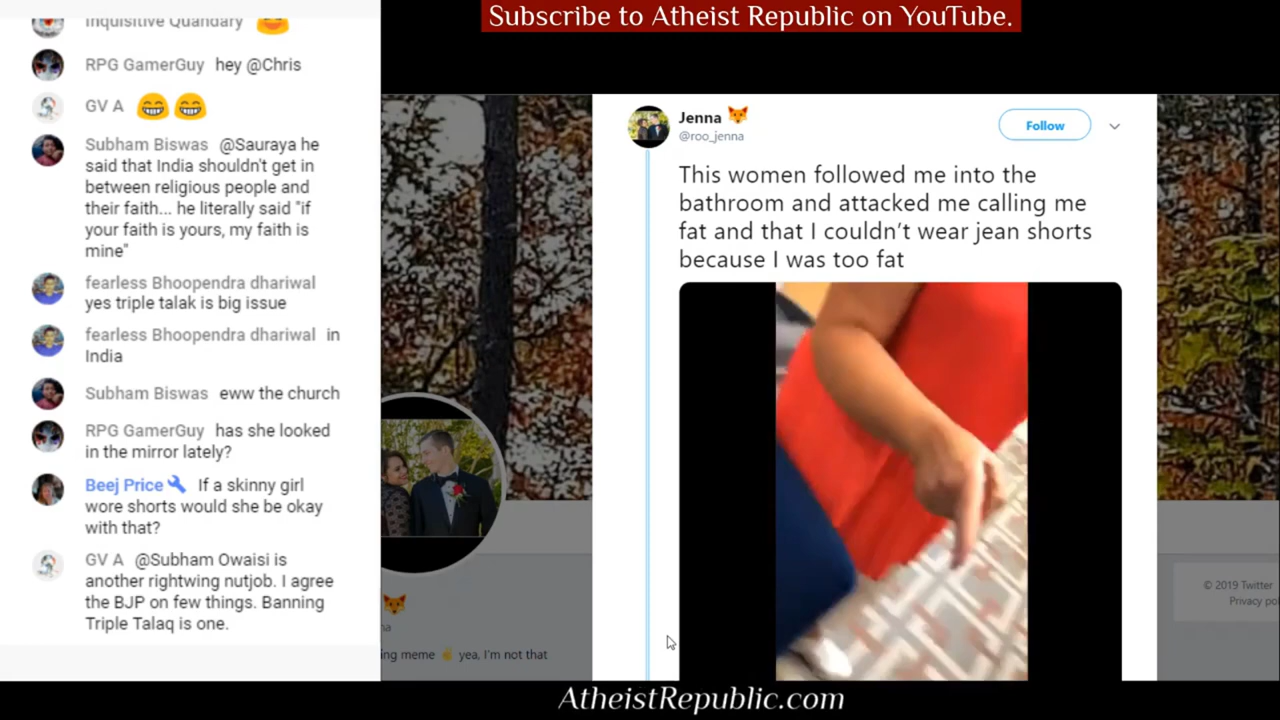 Subscribe to Atheist Republic on YouTube.
Inquisitive Quandary
RPG GamerGuy hey @Chris
GV A
Subham Biswas @Sauraya he
said that India shouldn't get in
between religious people and
their faith... he literally said "if
your faith is yours, my faith is
mine"
fearless Bhoopendra dhariwal
yes triple talak is big issue
fearless Bhoopendra dhariwal in
India
Subham Biswas eww the church
RPG GamerGuy has she looked
in the mirror lately?
Beej Price If a skinny girl
wore shorts would she be okay
with that?
GV A @Subham Owaisi is
another rightwing nutjob. I agree
the BJP on few things. Banning
Triple Talaq is one.
Jenna
@roo_jenna
Follow
This women followed me into the
bathroom and attacked me calling me
fat and that I couldn't wear jean shorts
because I was too fat
© 2019 Twitter
Privacy po
na
ing meme yea, I'm not that
AtheistRepublic.com